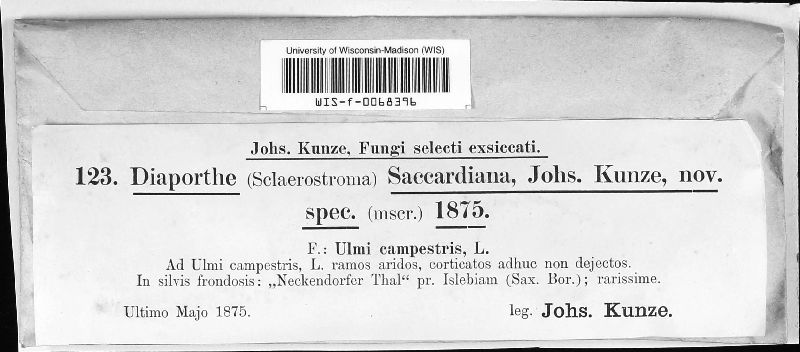 University of Wisconsin-Madison (WIS)
WIS-f-0068396
Johs. Kunze, Fungi selecti exsiccati.
123. Diaporthe (Sclaerostroma) Saccardiana, Johs. Kunze, nov.
spec. (mscr.) 1875.
F.: Ulmi campestris, L.
Ad Ulmi campestris, L. ramos aridos, corticatos adhuc non dejectos.
In silvis frondosis: „Neckendorfer Thal“ pr. Islebiam (Sax. Bor.); rarissime.
Ultimo Majo 1875. leg. Johs. Kunze.